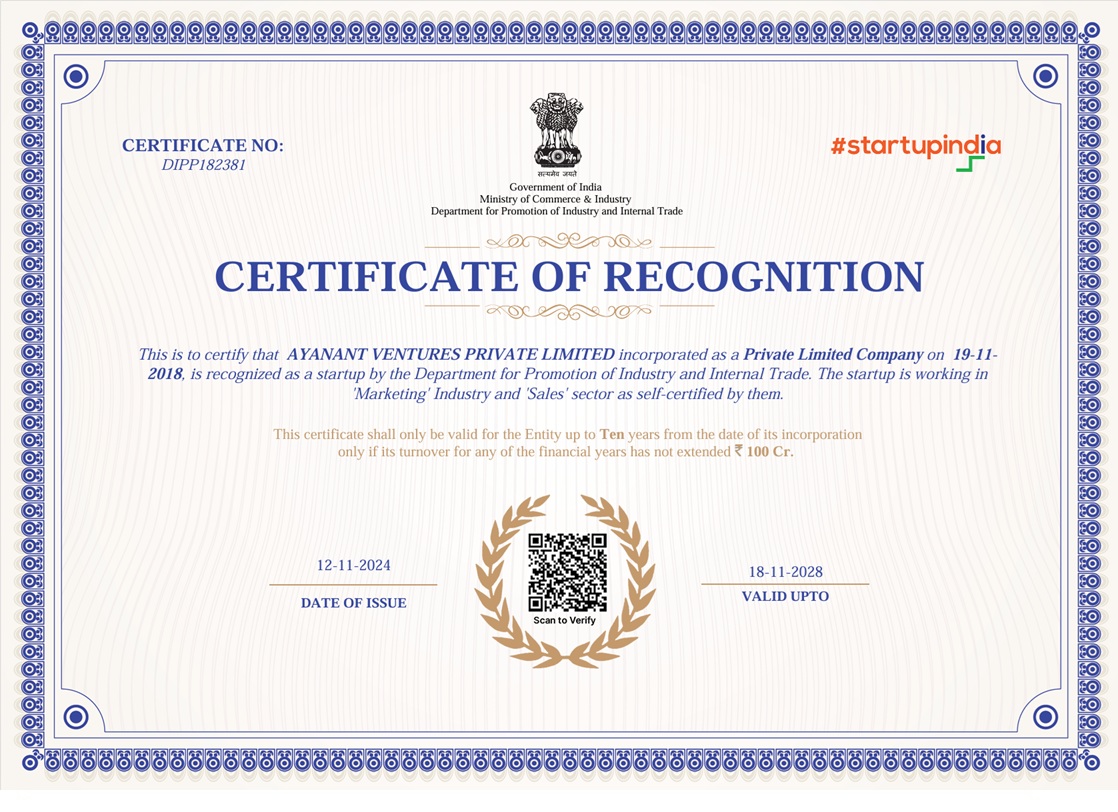 CERTIFICATE NO:
DIPP182381
सत्यमेव जयते
#startupindia
Government of India
Ministry of Commerce & Industry
Department for Promotion of Industry and Internal Trade
CERTIFICATE OF RECOGNITION
This is to certify that AYANANT VENTURES PRIVATE LIMITED incorporated as a Private Limited Company on 19-11-
2018, is recognized as a startup by the Department for Promotion of Industry and Internal Trade. The startup is working in
'Marketing' Industry and 'Sales' sector as self-certified by them.
This certificate shall only be valid for the Entity up to Ten years from the date of its incorporation
only if its turnover for any of the financial years has not extended ₹ 100 Cr.
12-11-2024
DATE OF ISSUE
Scan to Verify
18-11-2028
VALID UPTO